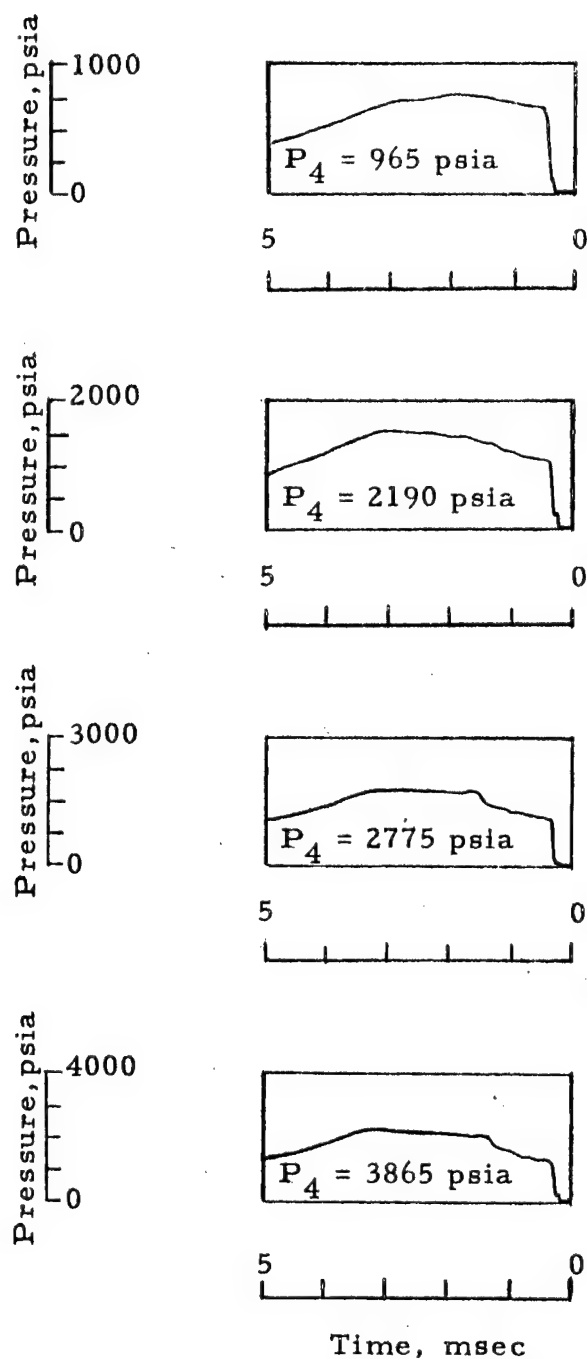 Pressure, psia
1000
0
P4 = 965 psia
5 0
Pressure, psia
2000
0
P4 = 2190 psia
5 0
Pressure, psia
3000
0
P4 = 2775 psia
5 0
Pressure, psia
4000
0
P4 = 3865 psia
5 0
Time, msec